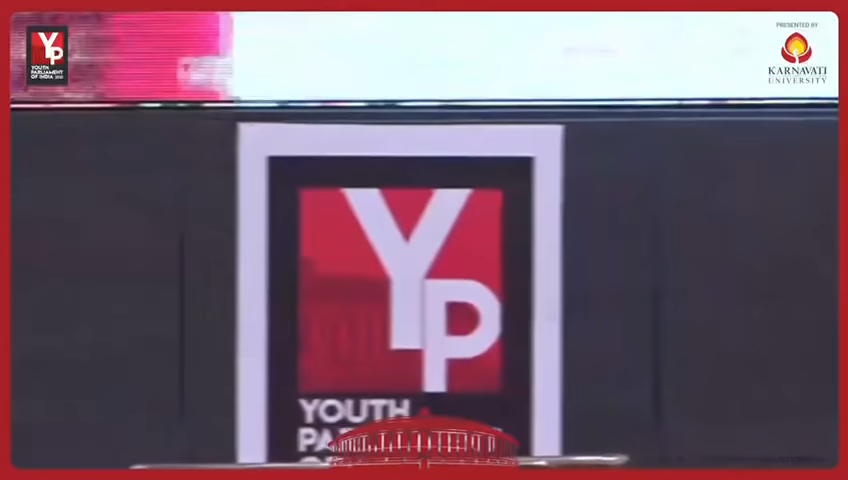 YP
YOUTH
PARLIAMENT
OF INDIA
PRESENTED BY
KARNAVATI
UNIVERSITY
YP
YOUTH